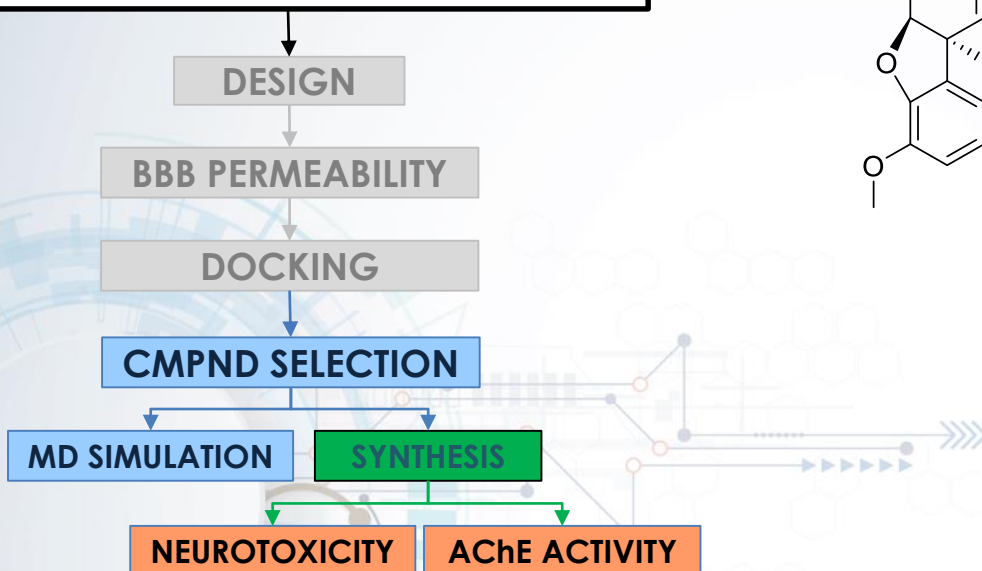 DESIGN
BBB PERMEABILITY
DOCKING
CMPND SELECTION
MD SIMULATION SYNTHESIS
NEUROTOXICITY AChE ACTIVITY
O
O